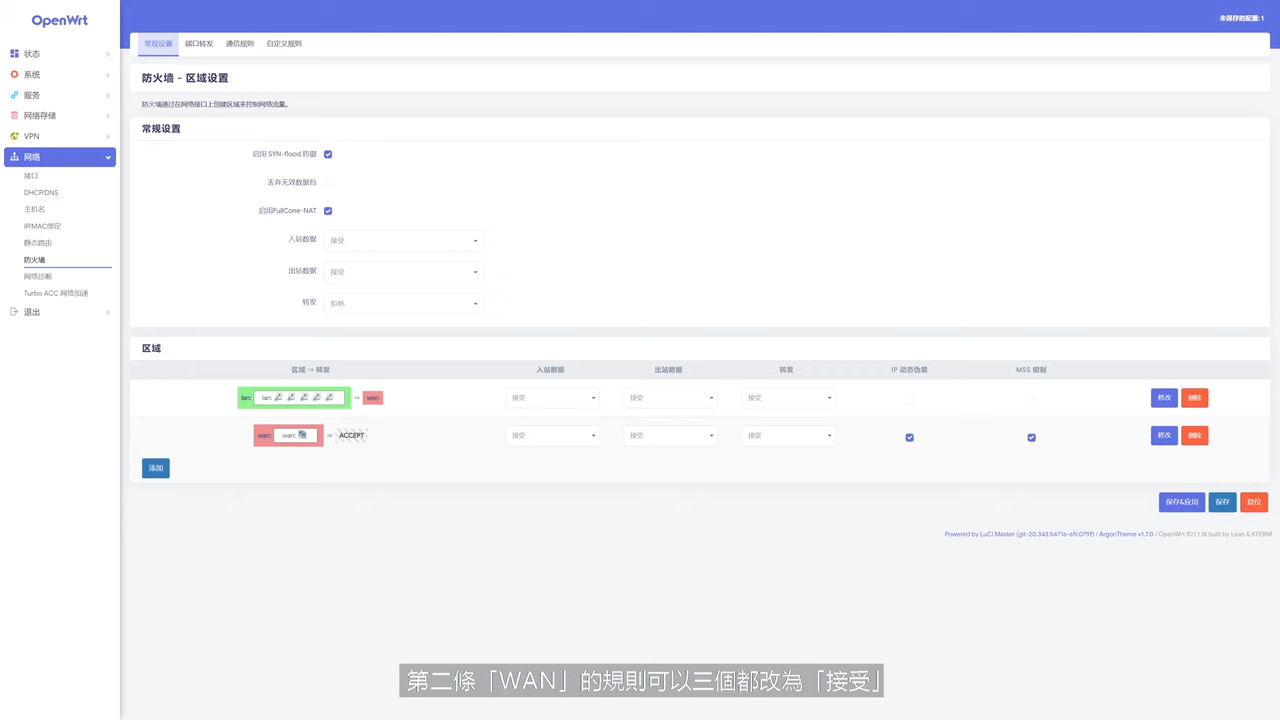 OpenWrt
未保存的配置: 1
状态
系统
服务
网络存储
VPN
网络
接口
DHCP/DNS
主机名
IP/MAC绑定
静态路由
防火墙
网络诊断
Turbo ACC 网络加速
退出
常规设置 端口转发 通信规则 自定义规则
防火墙 - 区域设置
防火墙通过在网络接口上创建区域来控制网络流量。
常规设置
启用 SYN-flood 防御
丢弃无效数据包
启用FullCone-NAT
入站数据 接受
出站数据 接受
转发 拒绝
区域
区域 ⇒ 转发 入站数据 出站数据 转发 IP 动态伪装 MSS 钳制
lan: lan: ⇒ wan 接受 接受 接受 修改 删除
wan: wan: ⇒ ACCEPT 接受 接受 接受 修改 删除
添加
保存&应用 保存 复位
Powered by LuCI Master (git-20.343.54716-6fc079f) / ArgonTheme v1.7.0 / OpenWrt R21.1.18 built by Lean & KFERM
第二條「WAN」的規則可以三個都改為「接受」